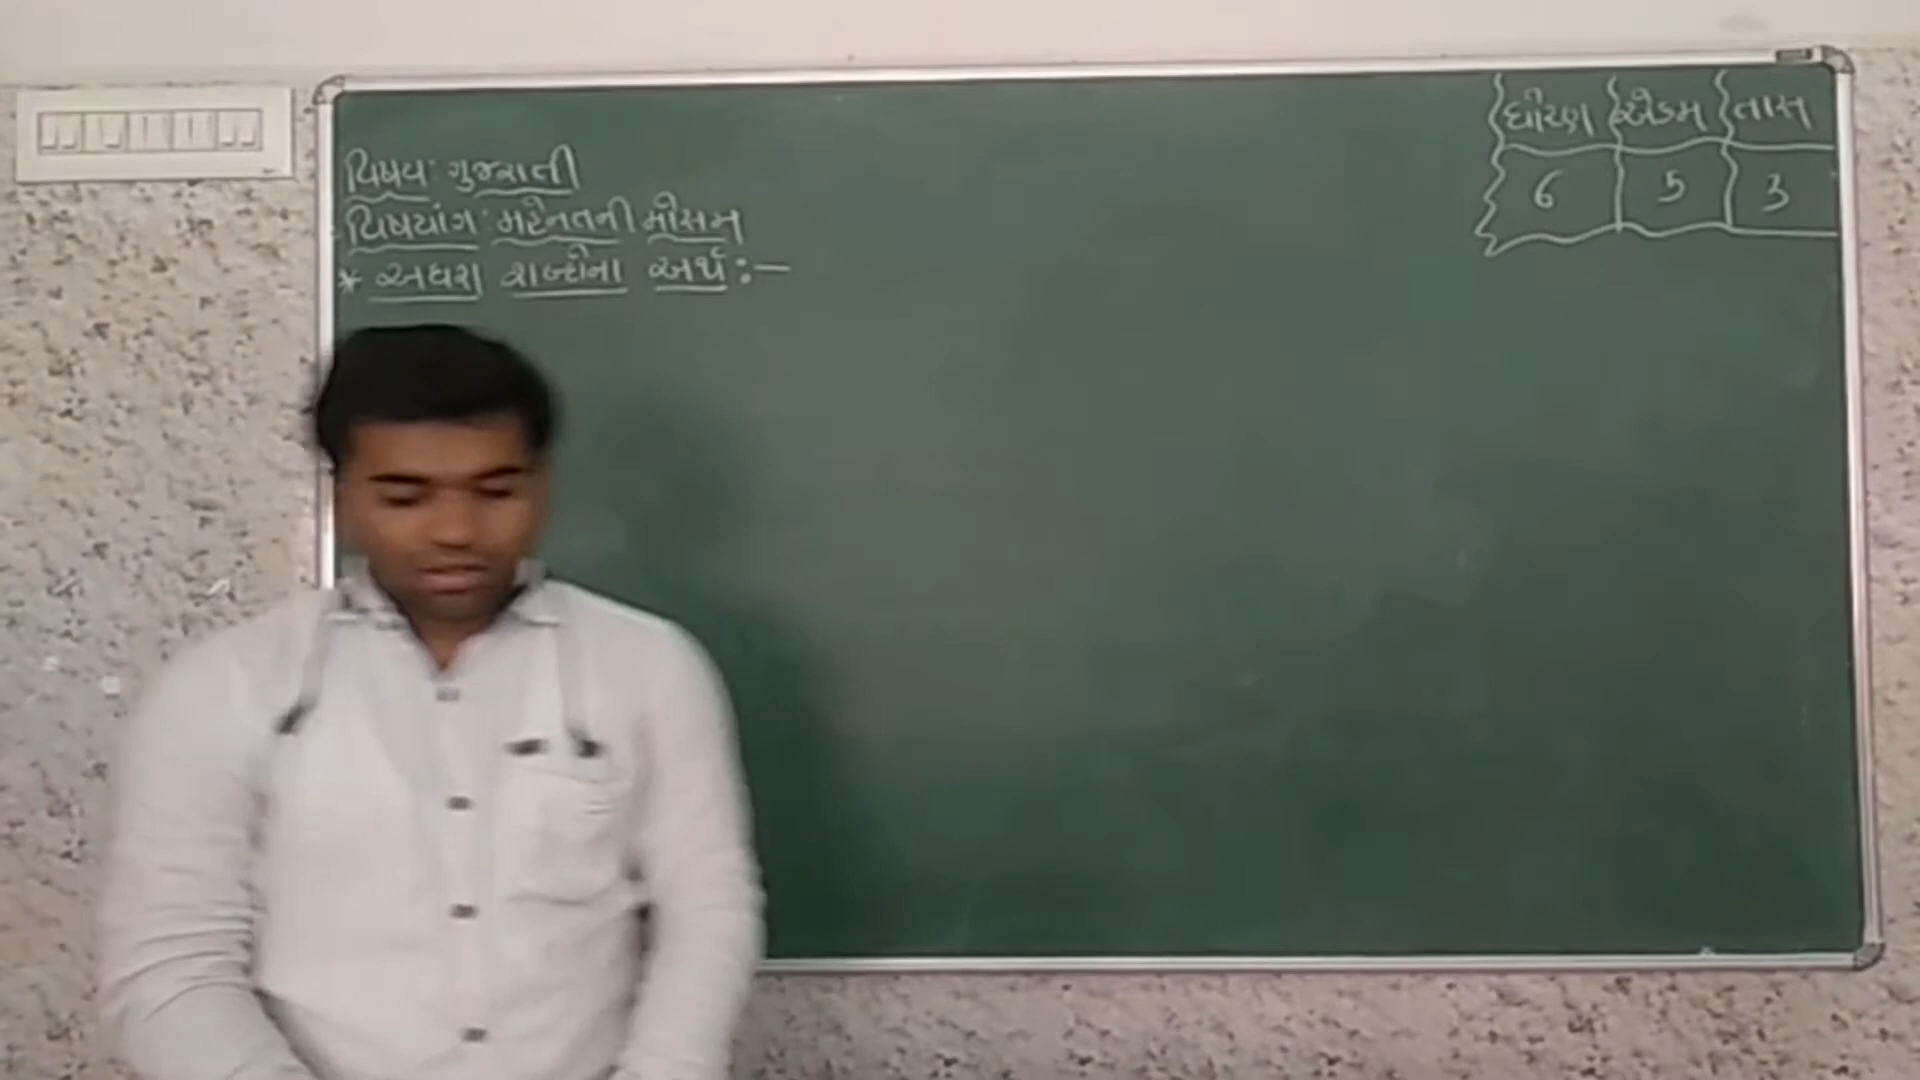 વિષય: ગુજરાતી
વિષયાંગ: મહેનતની મોસમ
* અઘરા શબ્દોના અર્થ :-
ધોરણ એકમ તાસ
6 5 3